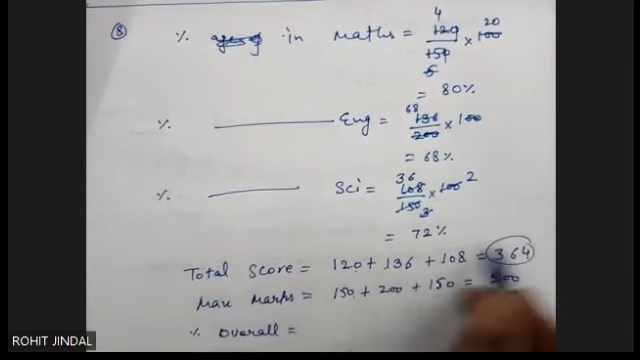 (8) % in Maths = 120/150 × 100 4 5 20
= 80%
% ——— Eng = 136/200 × 100 68
= 68%
% ——— Sci = 108/150 × 100 36 3 2
= 72%
Total Score = 120 + 136 + 108 = 364
Max Marks = 150 + 200 + 150 = 500
% Overall =
ROHIT JINDAL